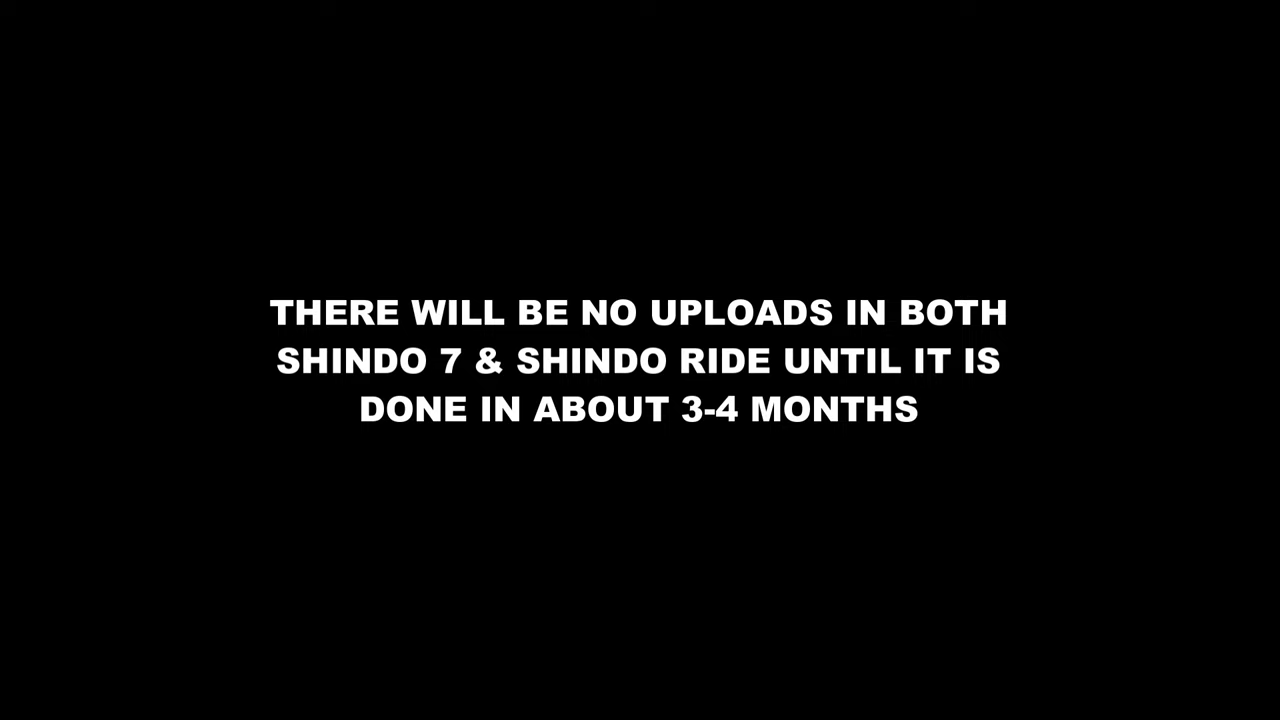 THERE WILL BE NO UPLOADS IN BOTH
SHINDO 7 & SHINDO RIDE UNTIL IT IS
DONE IN ABOUT 3-4 MONTHS